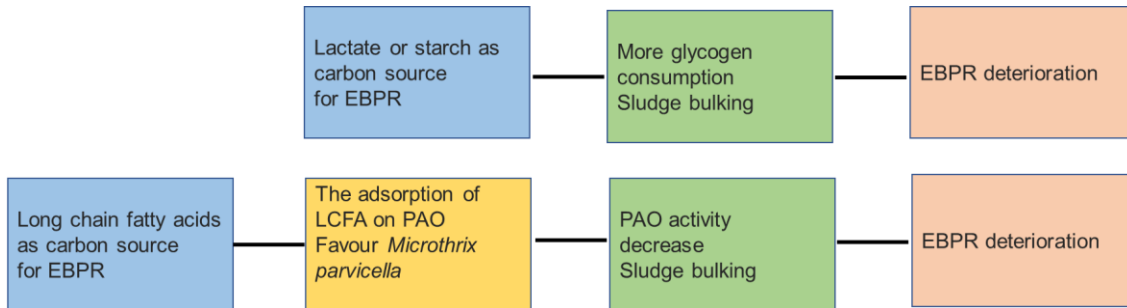 Lactate or starch as
carbon source
for EBPR
More glycogen
consumption
Sludge bulking
EBPR deterioration
Long chain fatty acids
as carbon source
for EBPR
The adsorption of
LCFA on PAO
Favour Microthrix
parvicella
PAO activity
decrease
Sludge bulking
EBPR deterioration